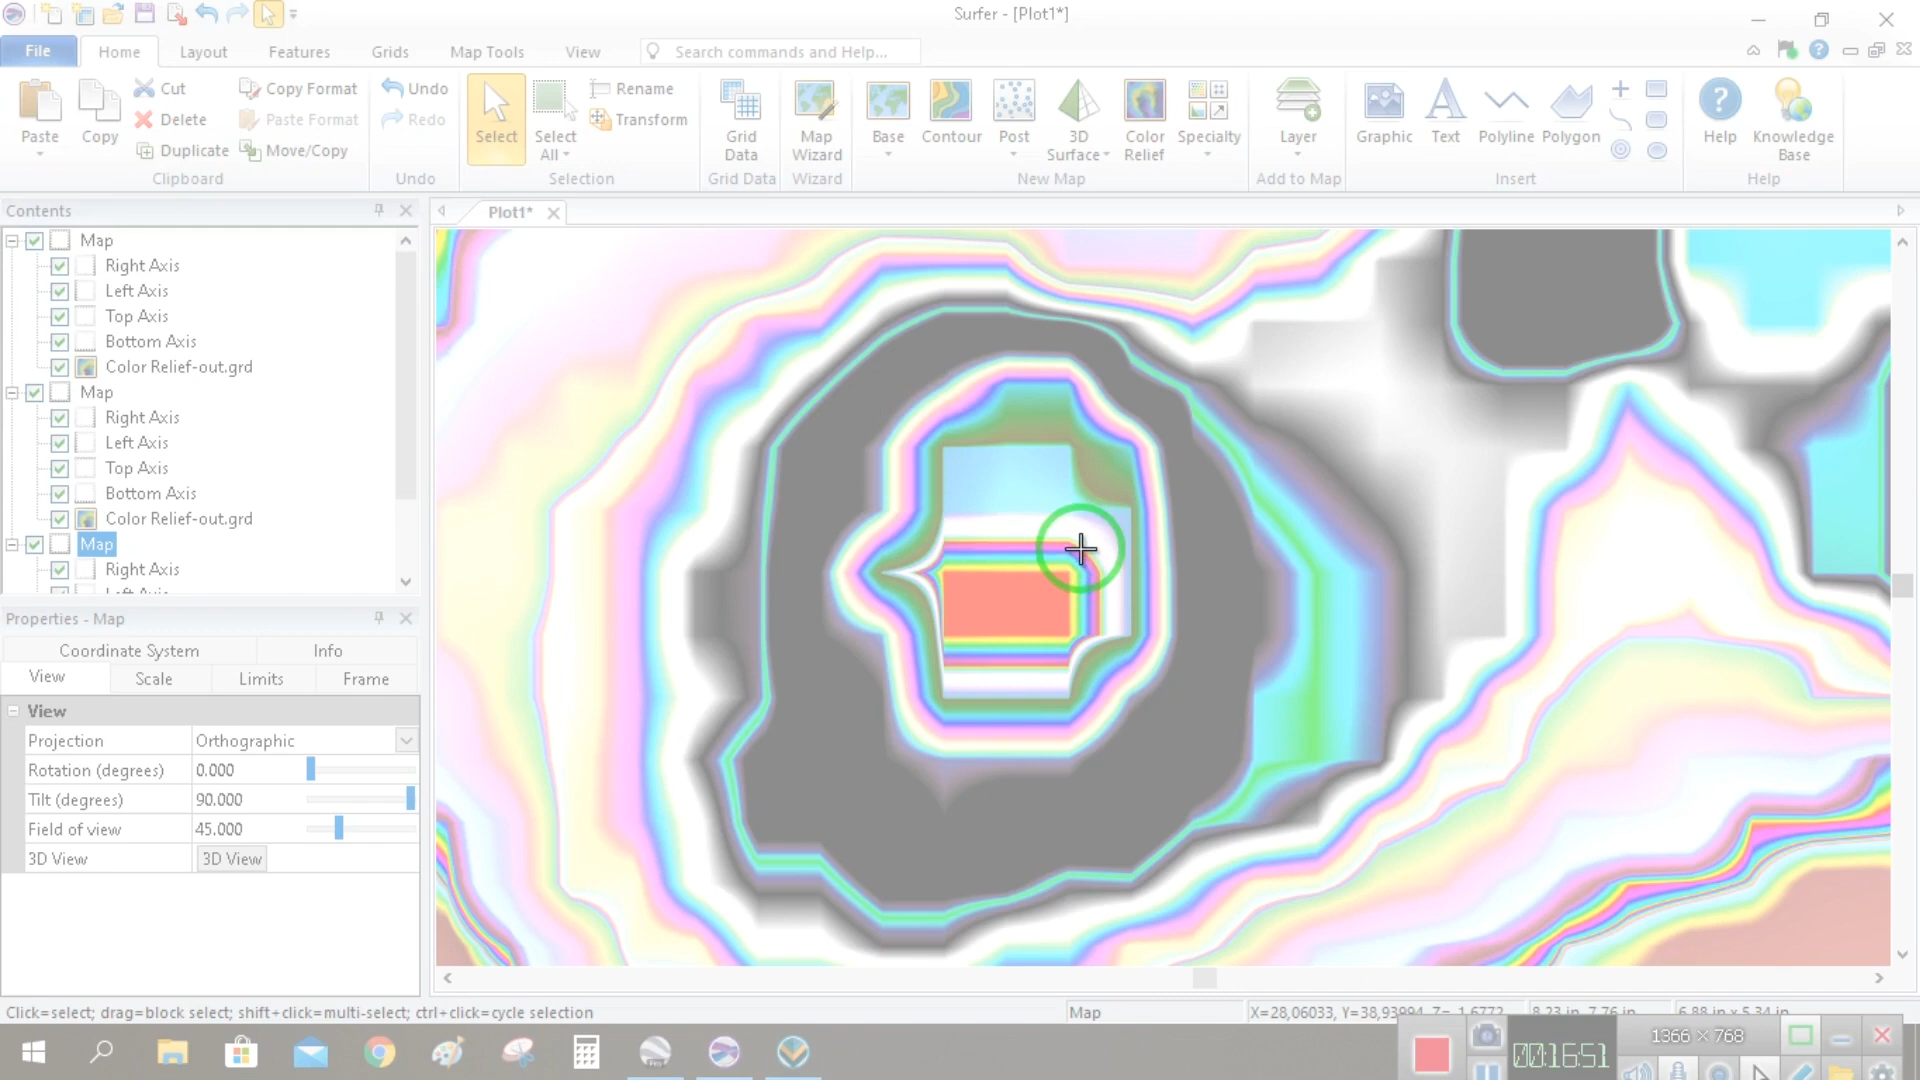 Surfer - [Plot1*]
File Home Layout Features Grids Map Tools View Search commands and Help...
Paste
Copy
Cut
Delete
Duplicate
Copy Format
Paste Format
Move/Copy
Clipboard
Undo
Redo
Undo
Select
Select All
Rename
Transform
Selection
Grid Data
Grid Data
Map Wizard
Wizard
Base
Contour
Post
3D Surface
Color Relief
Specialty
New Map
Layer
Add to Map
Graphic
Text
Polyline
Polygon
Insert
Help
Knowledge Base
Help
Contents
Plot1*
Map
Right Axis
Left Axis
Top Axis
Bottom Axis
Color Relief-out.grd
Map
Right Axis
Left Axis
Top Axis
Bottom Axis
Color Relief-out.grd
Map
Right Axis
Properties - Map
Coordinate System Info
View Scale Limits Frame
View
Projection Orthographic
Rotation (degrees) 0.000
Tilt (degrees) 90.000
Field of view 45.000
3D View 3D View
Click=select; drag=block select; shift+click=multi-select; ctrl+click=cycle selection
Map
X=28,06033, Y=38,93994,
1366 × 768
00:16:51